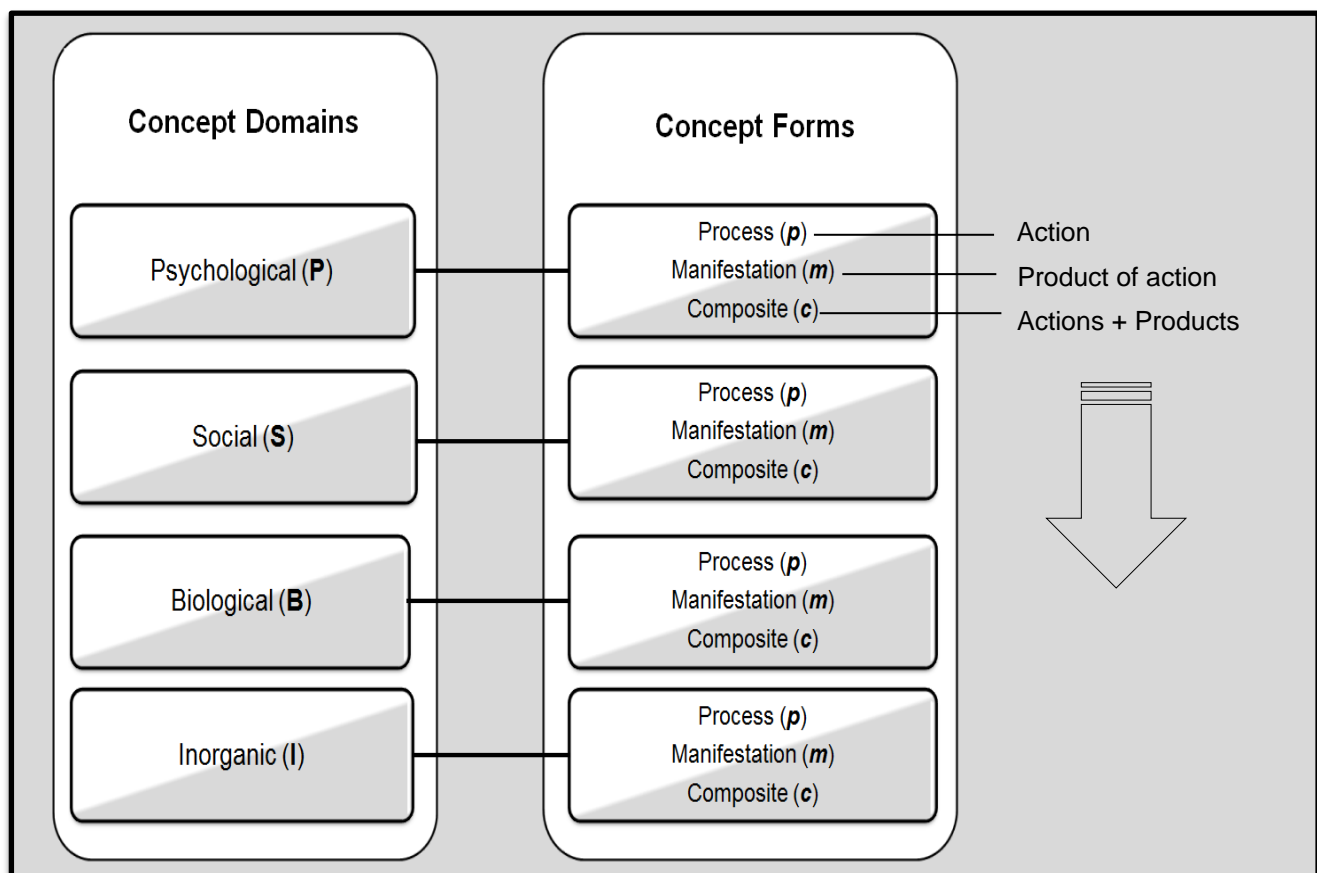 Concept Domains
Concept Forms
Psychological (P)
Process (p)
Manifestation (m)
Composite (c)
Action
Product of action
Actions + Products
Social (S)
Process (p)
Manifestation (m)
Composite (c)
Biological (B)
Process (p)
Manifestation (m)
Composite (c)
Inorganic (I)
Process (p)
Manifestation (m)
Composite (c)